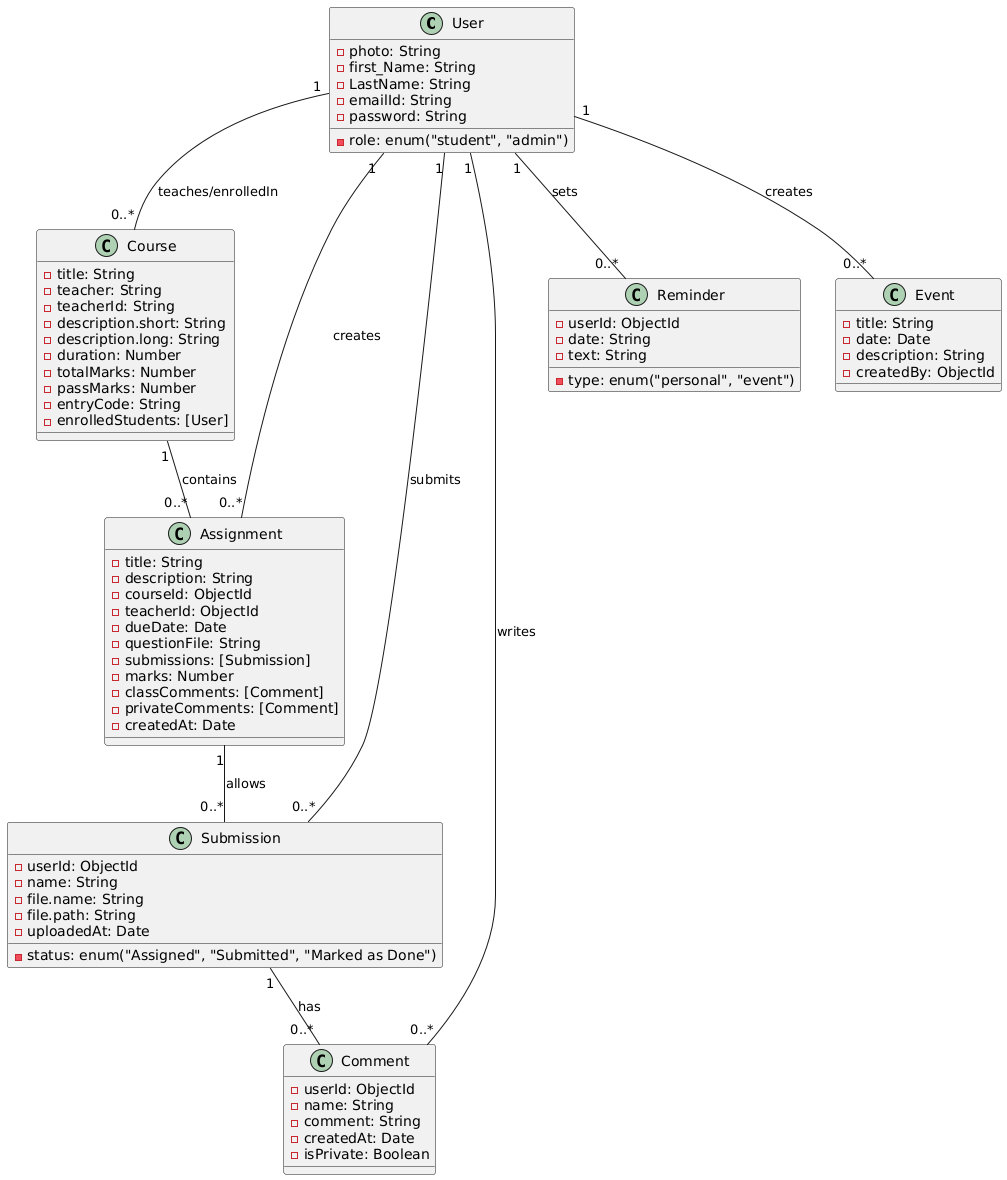 C User
photo: String
first_Name: String
LastName: String
emailId: String
password: String
role: enum("student", "admin")
1
1
1
1
1
1
teaches/enrolledIn
sets
creates
0..*
0..*
0..*
C Course
title: String
teacher: String
teacherId: String
description.short: String
description.long: String
duration: Number
totalMarks: Number
passMarks: Number
entryCode: String
enrolledStudents: [User]
C Reminder
userId: ObjectId
date: String
text: String
type: enum("personal", "event")
C Event
title: String
date: Date
description: String
createdBy: ObjectId
creates
1
contains
submits
0..*
0..*
C Assignment
title: String
description: String
courseId: ObjectId
teacherId: ObjectId
dueDate: Date
questionFile: String
submissions: [Submission]
marks: Number
classComments: [Comment]
privateComments: [Comment]
createdAt: Date
writes
1
allows
0..*
0..*
C Submission
userId: ObjectId
name: String
file.name: String
file.path: String
uploadedAt: Date
status: enum("Assigned", "Submitted", "Marked as Done")
1
has
0..*
0..*
C Comment
userId: ObjectId
name: String
comment: String
createdAt: Date
isPrivate: Boolean